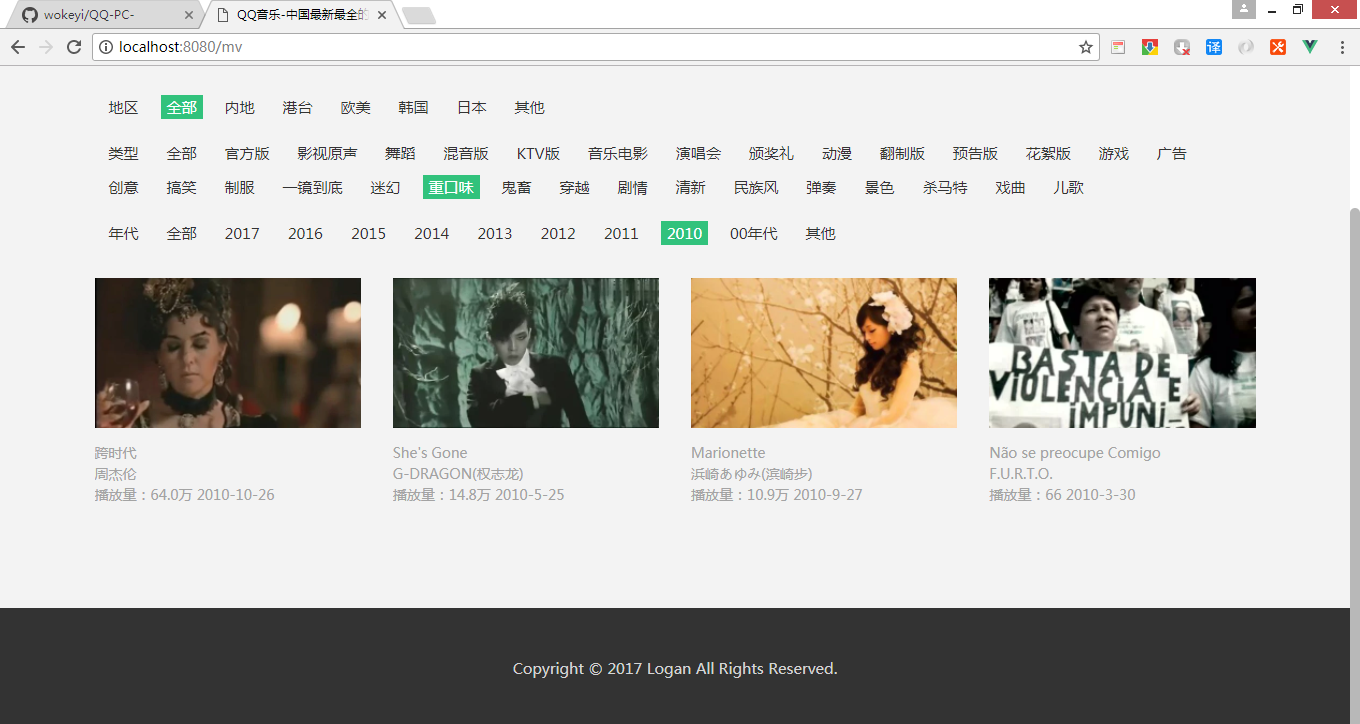 wokeyi/QQ-PC-
QQ音乐-中国最新最全的
localhost:8080/mv
译
地区 全部 内地 港台 欧美 韩国 日本 其他
类型 全部 官方版 影视原声 舞蹈 混音版 KTV版 音乐电影 演唱会 颁奖礼 动漫 翻制版 预告版 花絮版 游戏 广告
创意 搞笑 制服 一镜到底 迷幻 重口味 鬼畜 穿越 剧情 清新 民族风 弹奏 景色 杀马特 戏曲 儿歌
年代 全部 2017 2016 2015 2014 2013 2012 2011 2010 00年代 其他
BASTA DE
VIOLÊNCIA E
IMPUNI-
跨时代
周杰伦
播放量：64.0万 2010-10-26
She's Gone
G-DRAGON(权志龙)
播放量：14.8万 2010-5-25
Marionette
浜崎あゆみ(滨崎步)
播放量：10.9万 2010-9-27
Não se preocupe Comigo
F.U.R.T.O.
播放量：66 2010-3-30
Copyright © 2017 Logan All Rights Reserved.